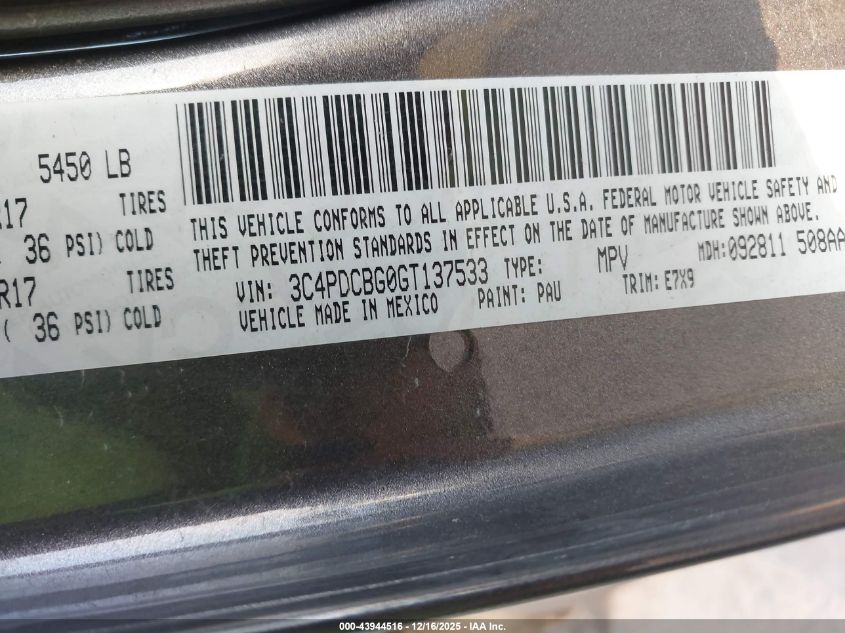 5450 LB
R17 TIRES
36 PSI) COLD
R17 TIRES
( 36 PSI) COLD
THIS VEHICLE CONFORMS TO ALL APPLICABLE U.S.A. FEDERAL MOTOR VEHICLE SAFETY AND
THEFT PREVENTION STANDARDS IN EFFECT ON THE DATE OF MANUFACTURE SHOWN ABOVE.
VIN: 3C4PDCBG0GT137533 TYPE: MPV MDH: 092811 508AA
VEHICLE MADE IN MEXICO PAINT: PAU TRIM: E7X9
000-43944516 - 12/16/2025 - IAA Inc.